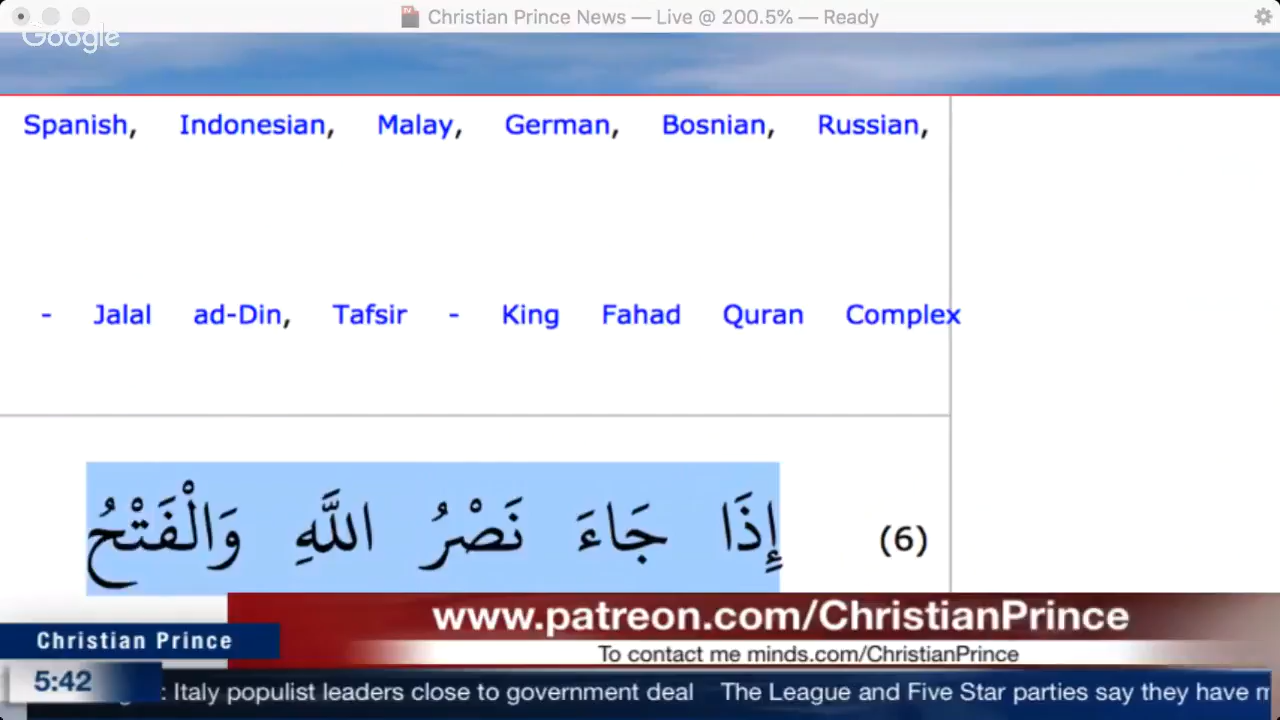 Christian Prince News — Live @ 200.5% — Ready
Google
Spanish, Indonesian, Malay, German, Bosnian, Russian,
- Jalal ad-Din, Tafsir - King Fahad Quran Complex
(6) إِذَا جَاءَ نَصْرُ اللَّهِ وَالْفَتْحُ
www.patreon.com/ChristianPrince
Christian Prince
To contact me minds.com/ChristianPrince
5:42
: Italy populist leaders close to government deal The League and Five Star parties say they have